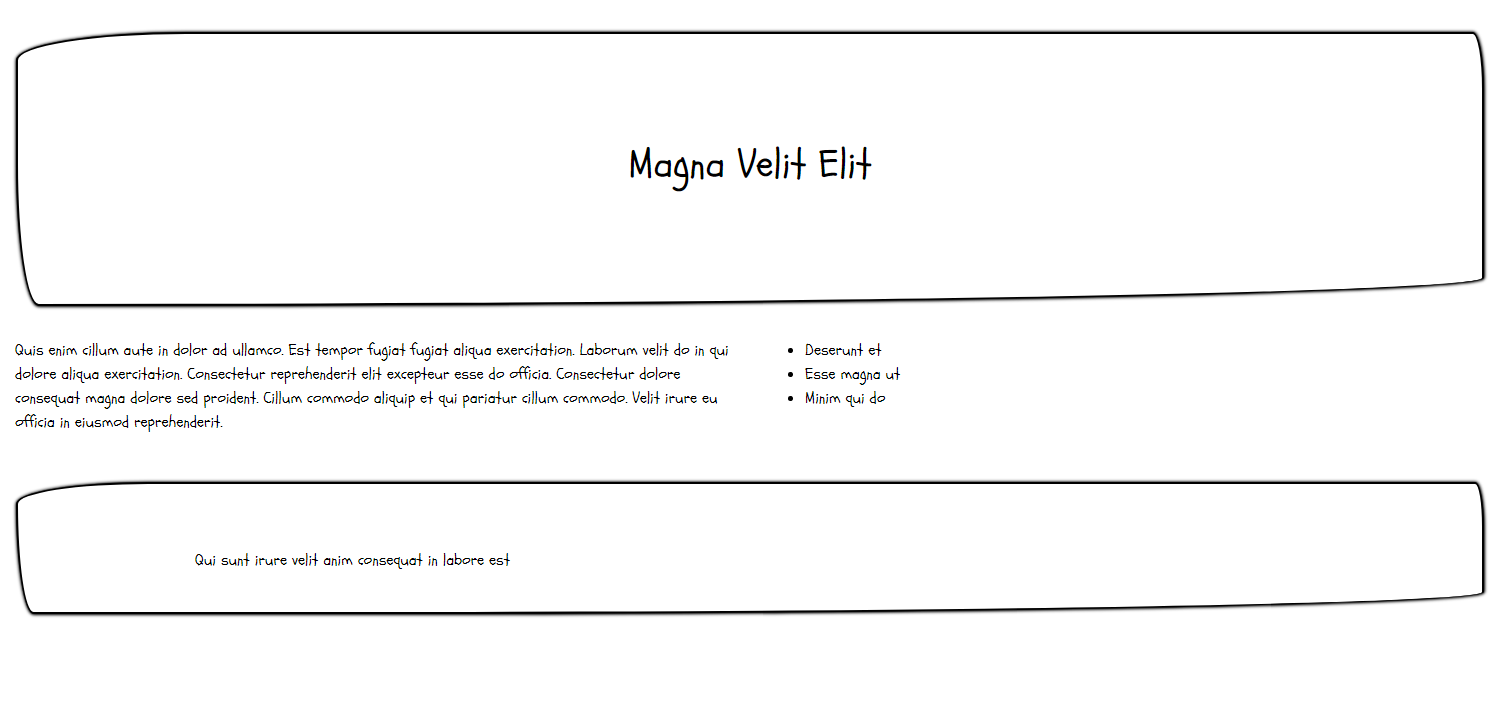 Magna Velit Elit
Quis enim cillum aute in dolor ad ullamco. Est tempor fugiat fugiat aliqua exercitation. Laborum velit do in qui
dolore aliqua exercitation. Consectetur reprehenderit elit excepteur esse do officia. Consectetur dolore
consequat magna dolore sed proident. Cillum commodo aliquip et qui pariatur cillum commodo. Velit irure eu
officia in eiusmod reprehenderit.
Deserunt et
Esse magna ut
Minim qui do
Qui sunt irure velit anim consequat in labore est